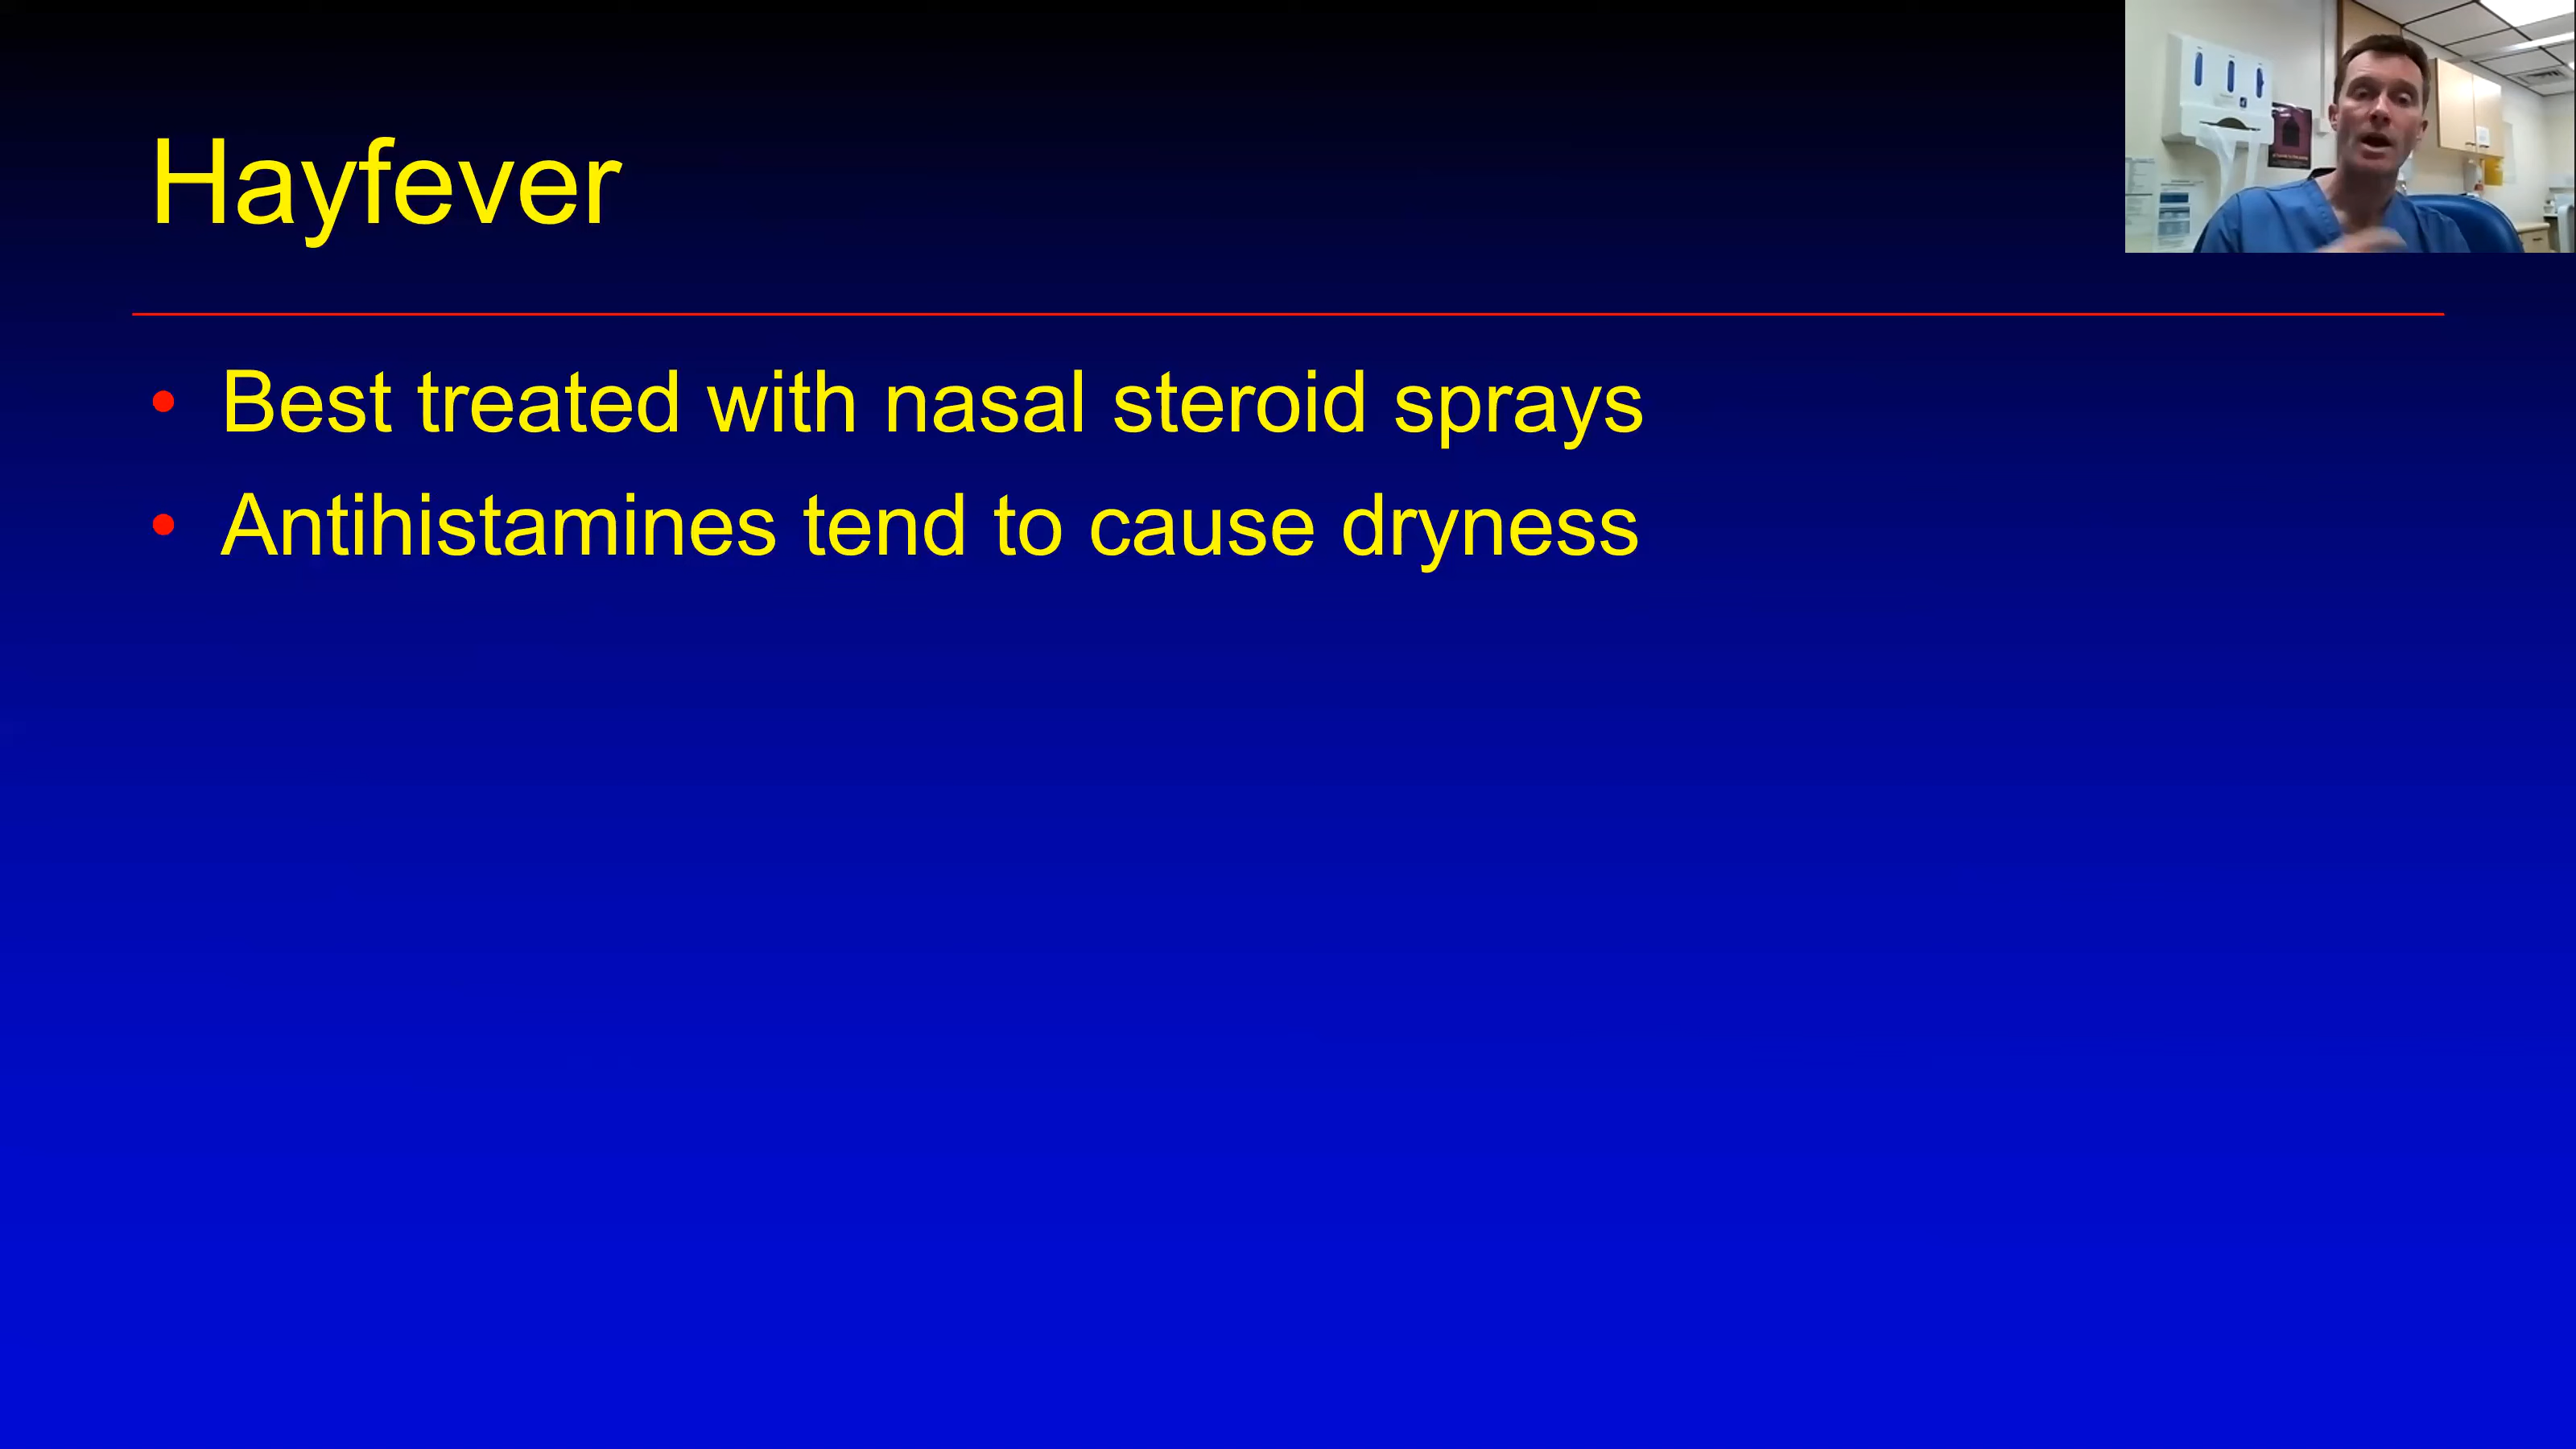 Hayfever
• Best treated with nasal steroid sprays
• Antihistamines tend to cause dryness